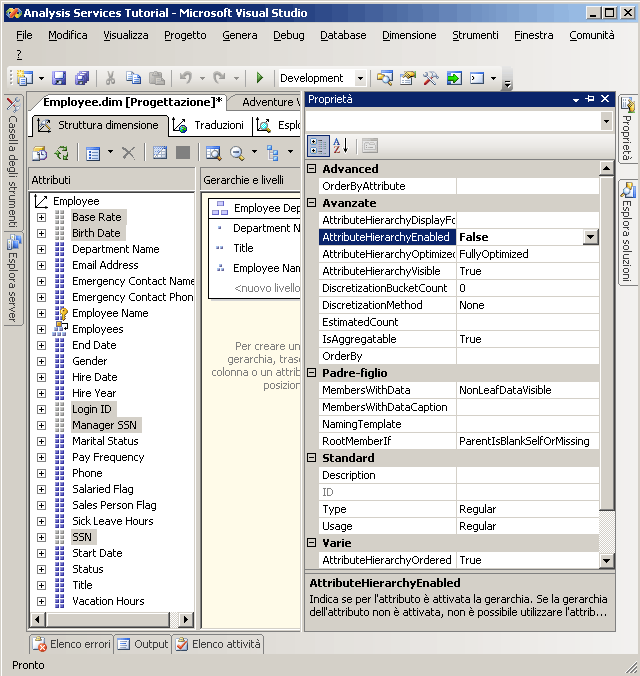 Analysis Services Tutorial - Microsoft Visual Studio
File Modifica Visualizza Progetto Genera Debug Database Dimensione Strumenti Finestra Comunità
?
Development
Employee.dim [Progettazione]* Adventure
Struttura dimensione Traduzioni Esplo
Attributi
Employee
Base Rate
Birth Date
Department Name
Email Address
Emergency Contact Name
Emergency Contact Phon
Employee Name
Employees
End Date
Gender
Hire Date
Hire Year
Login ID
Manager SSN
Marital Status
Pay Frequency
Phone
Salaried Flag
Sales Person Flag
Sick Leave Hours
SSN
Start Date
Status
Title
Vacation Hours
Gerarchie e livelli
Employee Dep
Department N
Title
Employee Nam
<nuovo livello
Per creare un
gerarchia, tras
colonna o un attrib
posizion
Proprietà
Advanced
OrderByAttribute
Avanzate
AttributeHierarchyDisplayFo
AttributeHierarchyEnabled False
AttributeHierarchyOptimized FullyOptimized
AttributeHierarchyVisible True
DiscretizationBucketCount 0
DiscretizationMethod None
EstimatedCount
IsAggregatable True
OrderBy
Padre-figlio
MembersWithData NonLeafDataVisible
MembersWithDataCaption
NamingTemplate
RootMemberIf ParentIsBlankSelfOrMissing
Standard
Description
ID
Type Regular
Usage Regular
Varie
AttributeHierarchyOrdered True
AttributeHierarchyEnabled
Indica se per l'attributo è attivata la gerarchia. Se la gerarchia
dell'attributo non è attivata, non è possibile utilizzare l'attrib...
Casella degli strumenti
Esplora server
Proprietà
Esplora soluzioni
Elenco errori Output Elenco attività
Pronto